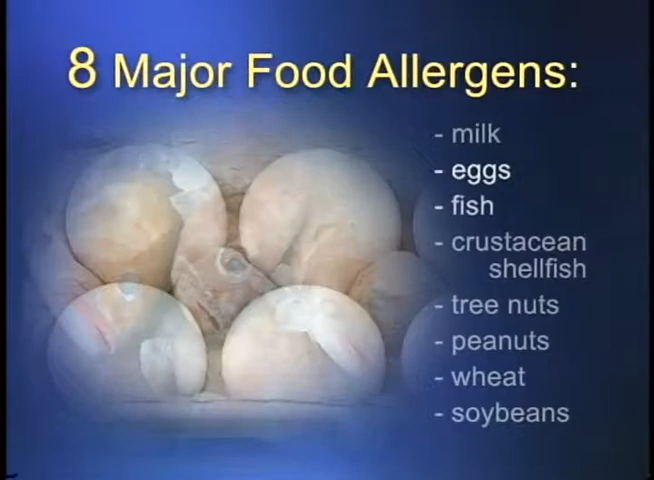 8 Major Food Allergens:
- milk
- eggs
- fish
- crustacean
shellfish
- tree nuts
- peanuts
- wheat
- soybeans